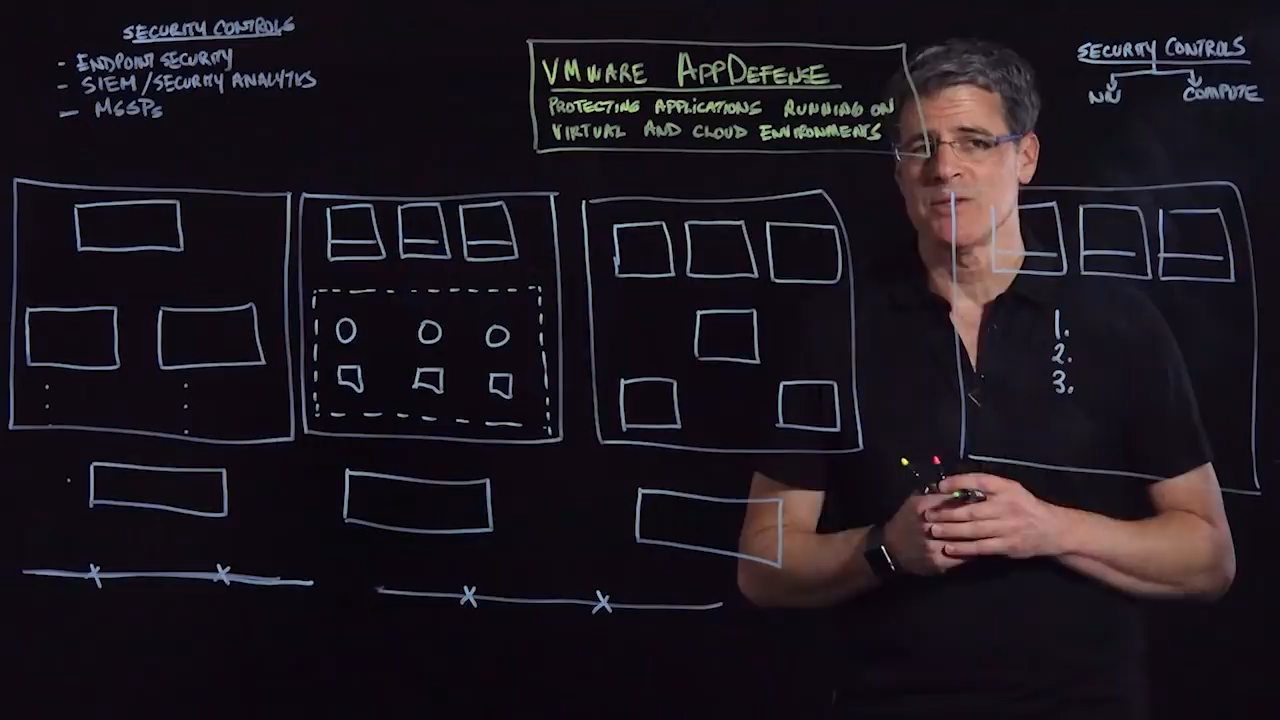 SECURITY CONTROLS
- ENDPOINT SECURITY
- SIEM/SECURITY ANALYTICS
- MSSPs
VMWARE APPDEFENSE
PROTECTING APPLICATIONS RUNNING ON
VIRTUAL AND CLOUD ENVIRONMENTS
SECURITY CONTROLS
NW COMPUTE
1.
2.
3.